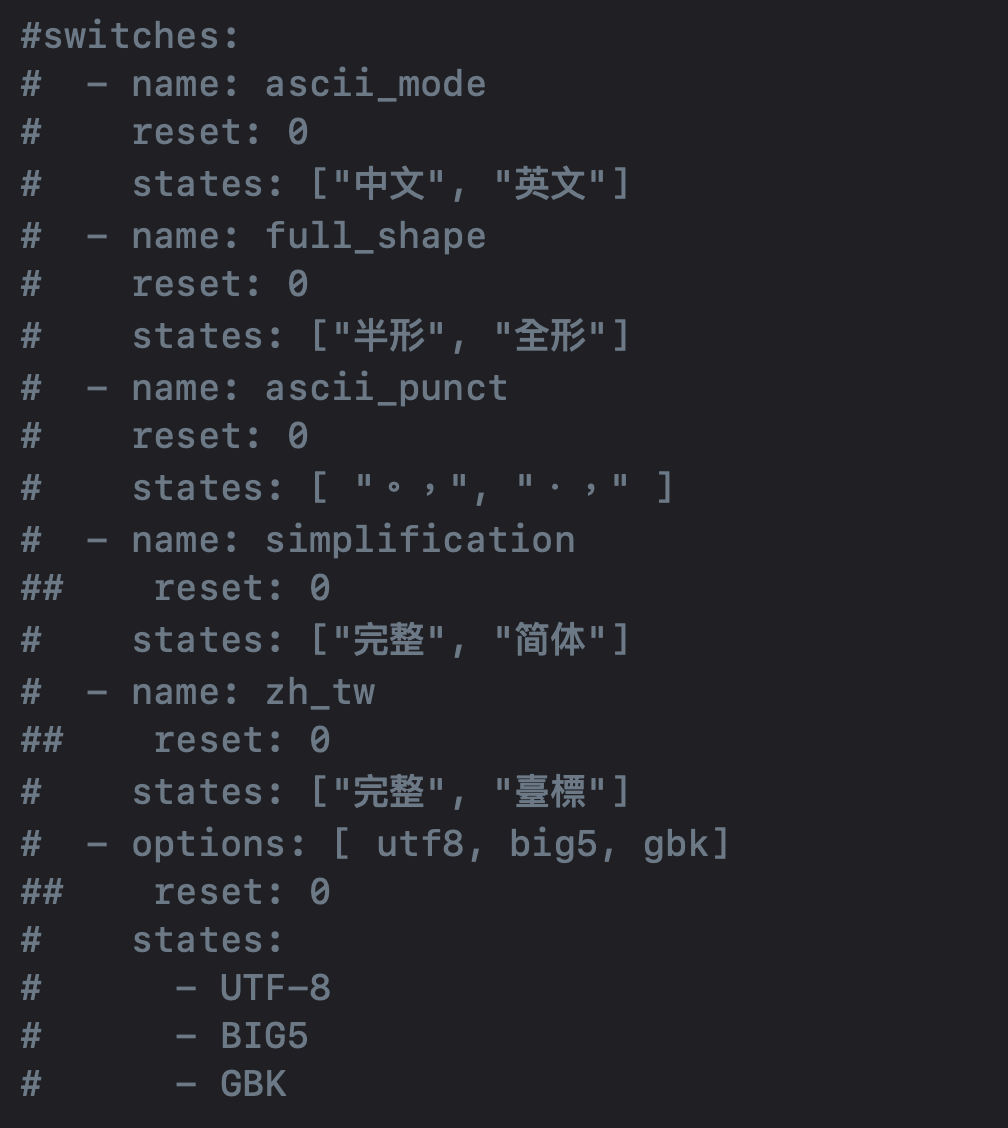 #switches:
#  - name: ascii_mode
#    reset: 0
#    states: ["中文", "英文"]
#  - name: full_shape
#    reset: 0
#    states: ["半形", "全形"]
#  - name: ascii_punct
#    reset: 0
#    states: [ "。，", "．，" ]
#  - name: simplification
##    reset: 0
#    states: ["完整", "简体"]
#  - name: zh_tw
##    reset: 0
#    states: ["完整", "臺標"]
#  - options: [ utf8, big5, gbk]
##    reset: 0
#    states:
#      - UTF-8
#      - BIG5
#      - GBK